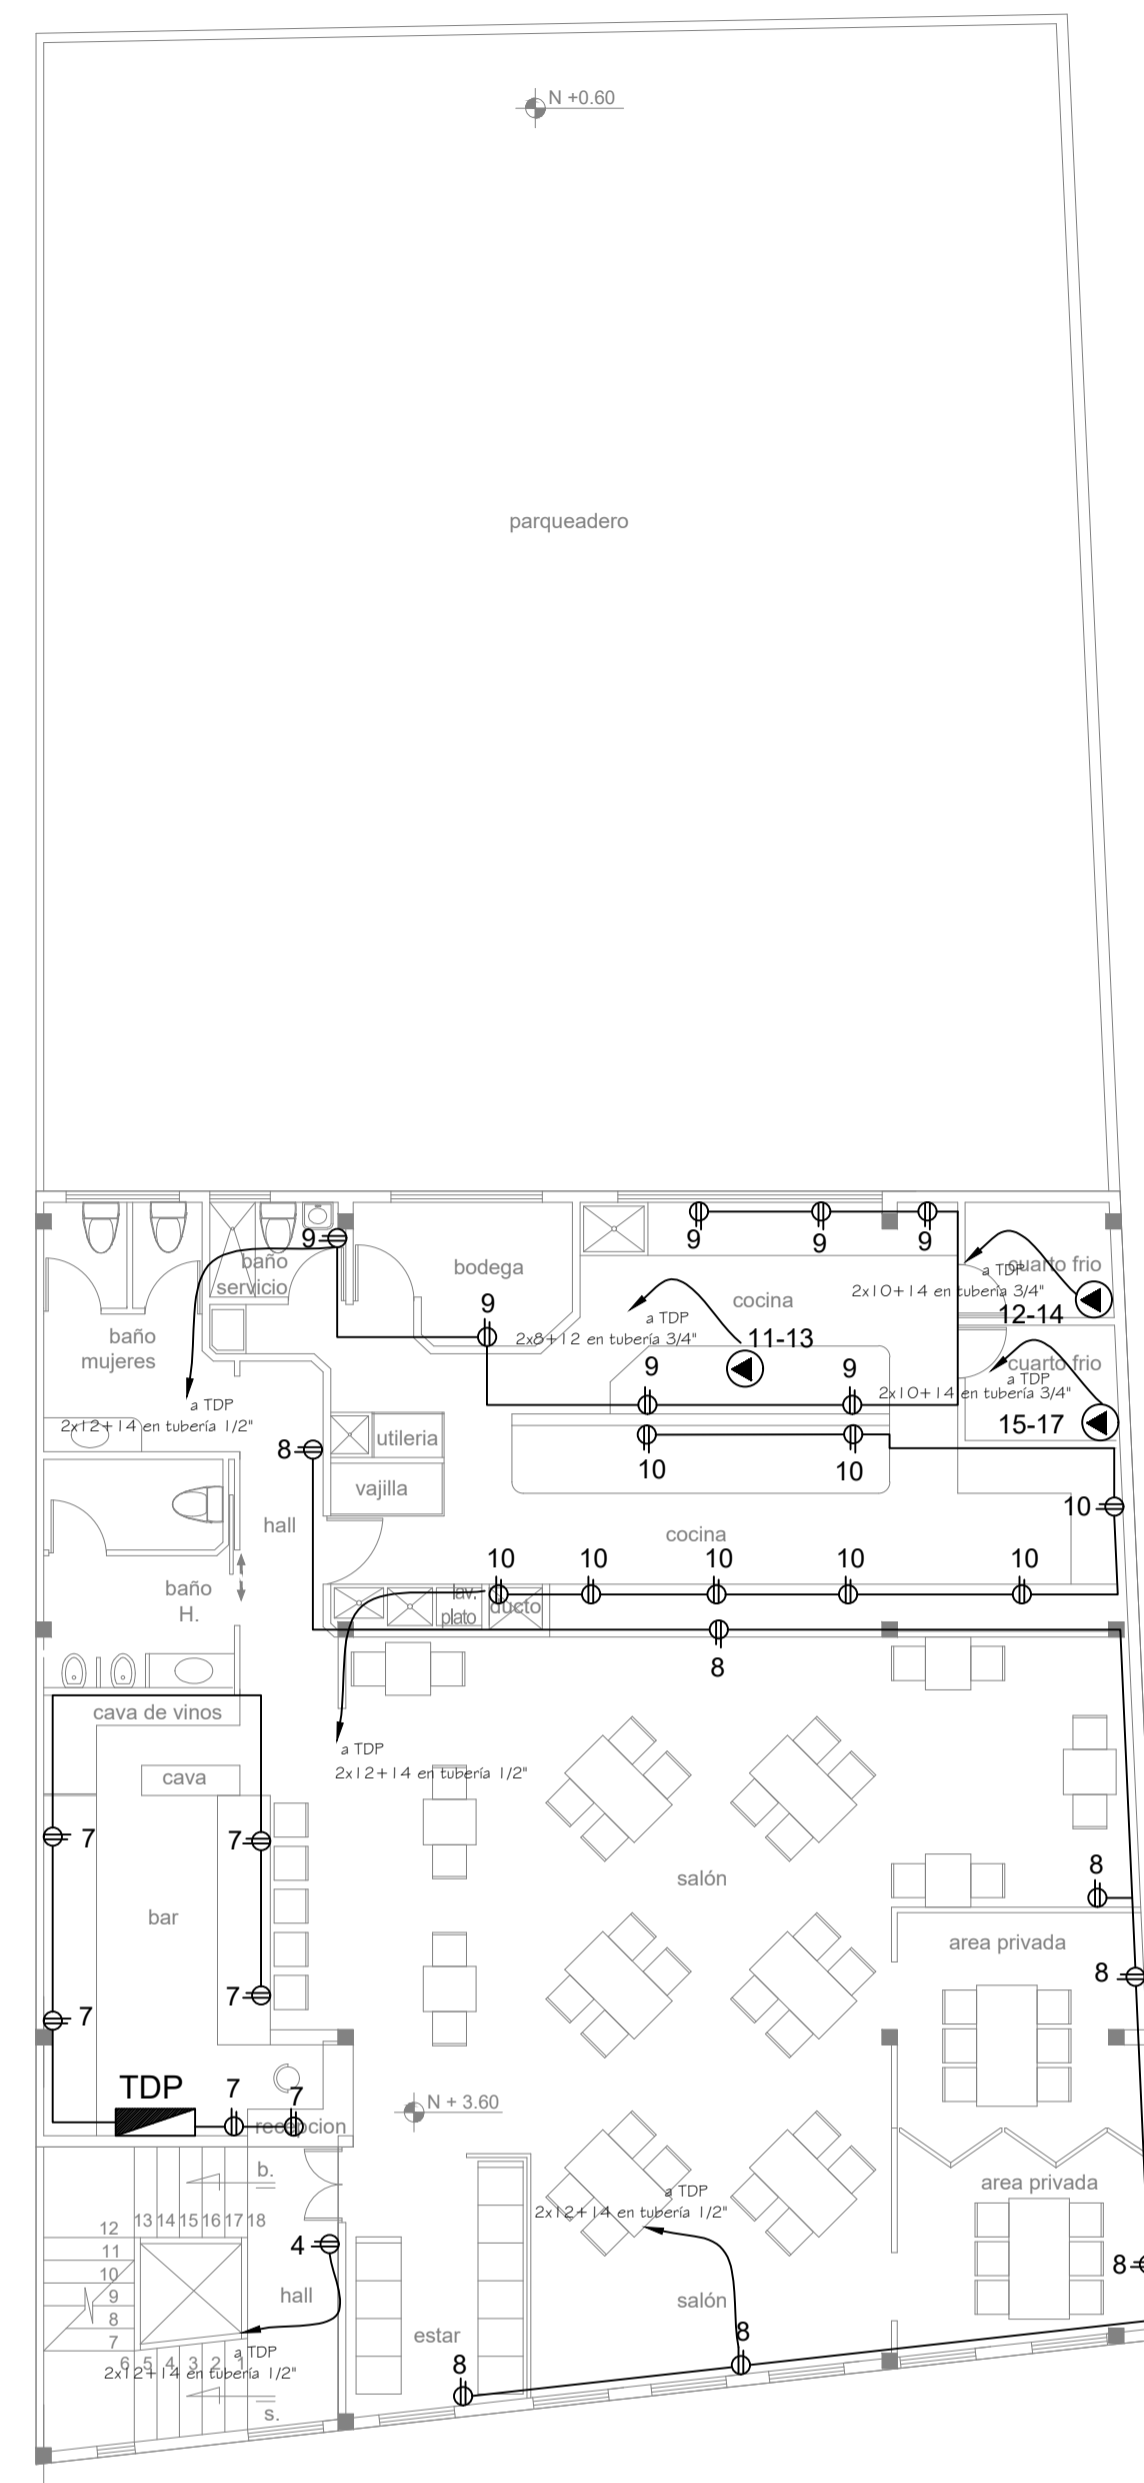 N +0.60
parqueadero
9
9
9
9
baño
servicio
bodega
cuarto frio
a TDP
2x10+14 en tubería 3/4"
12-14
cocina
9
a TDP
2x8+12 en tubería 3/4"
11-13
baño
mujeres
9
9
cuarto frio
a TDP
2x10+14 en tubería 3/4"
15-17
a TDP
2x12+14 en tubería 1/2"
utileria
8
10
10
vajilla
10
hall
cocina
10
10
10
10
10
baño
H.
lav.
plato
ducto
8
cava de vinos
a TDP
2x12+14 en tubería 1/2"
cava
7
7
8
salón
bar
area privada
8
7
7
TDP
7
7
N + 3.60
recepcion
b.
area privada
a TDP
2x12+14 en tubería 1/2"
13
14
15
16
17
18
12
11
10
9
8
7
4
8
hall
salón
estar
8
8
a TDP
2x12+14 en tubería 1/2"
6
5
4
3
2
1
s.